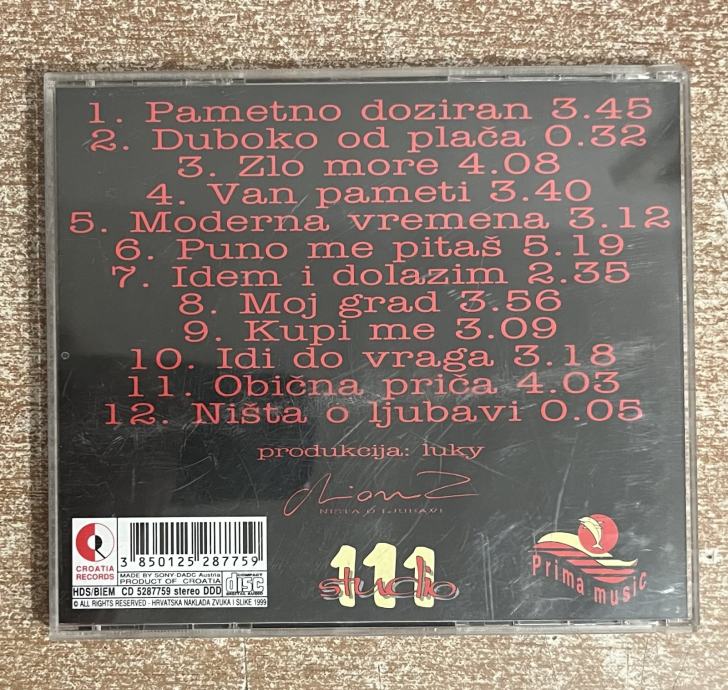 1. Pametno doziran 3.45
2. Duboko od plača 0.32
3. Zlo more 4.08
4. Van pameti 3.40
5. Moderna vremena 3.12
6. Puno me pitaš 5.19
7. Idem i dolazim 2.35
8. Moj grad 3.56
9. Kupi me 3.09
10. Idi do vraga 3.18
11. Obična priča 4.03
12. Ništa o ljubavi 0.05
produkcija: luky
NIŠTA O LJUBAVI
CROATIA
RECORDS
3 850125 287759
MADE BY SONY-DADC Austria
PRODUCT OF CROATIA
COMPACT
disc
DIGITAL AUDIO
HDS/BIEM CD 5287759 stereo DDD
© ALL RIGHTS RESERVED - HRVATSKA NAKLADA ZVUKA I SLIKE 1999
111
studio
Prima music